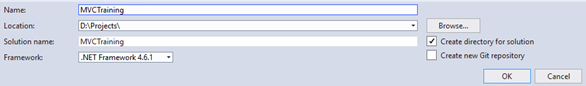 Name: MVCTraining
Location: D:\Projects\ Browse...
Solution name: MVCTraining ✓ Create directory for solution
Framework: .NET Framework 4.6.1 Create new Git repository
OK Cancel